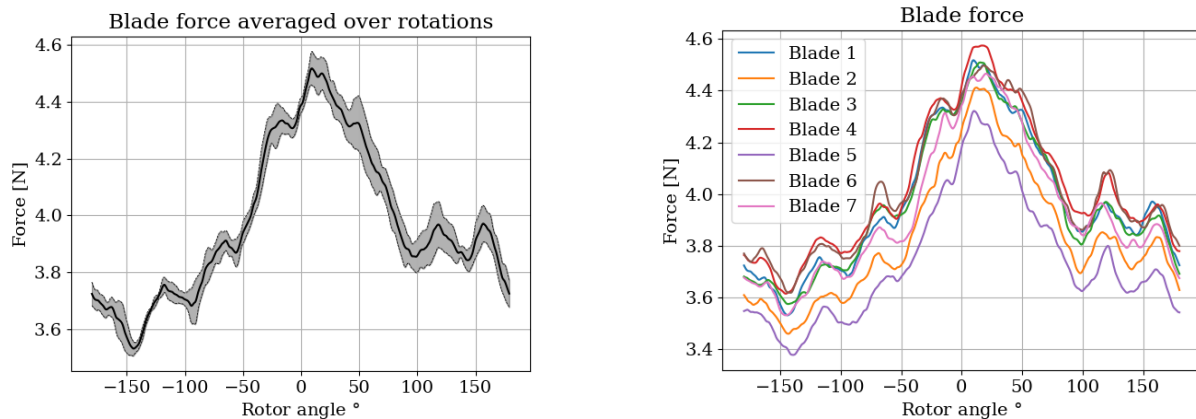 Blade force averaged over rotations
4.6
4.4
4.2
4.0
3.8
3.6
Force [N]
−150
−100
−50
0
50
100
150
Rotor angle °
Blade force
4.6
4.4
4.2
4.0
3.8
3.6
3.4
Force [N]
Blade 1
Blade 2
Blade 3
Blade 4
Blade 5
Blade 6
Blade 7
−150
−100
−50
0
50
100
150
Rotor angle °